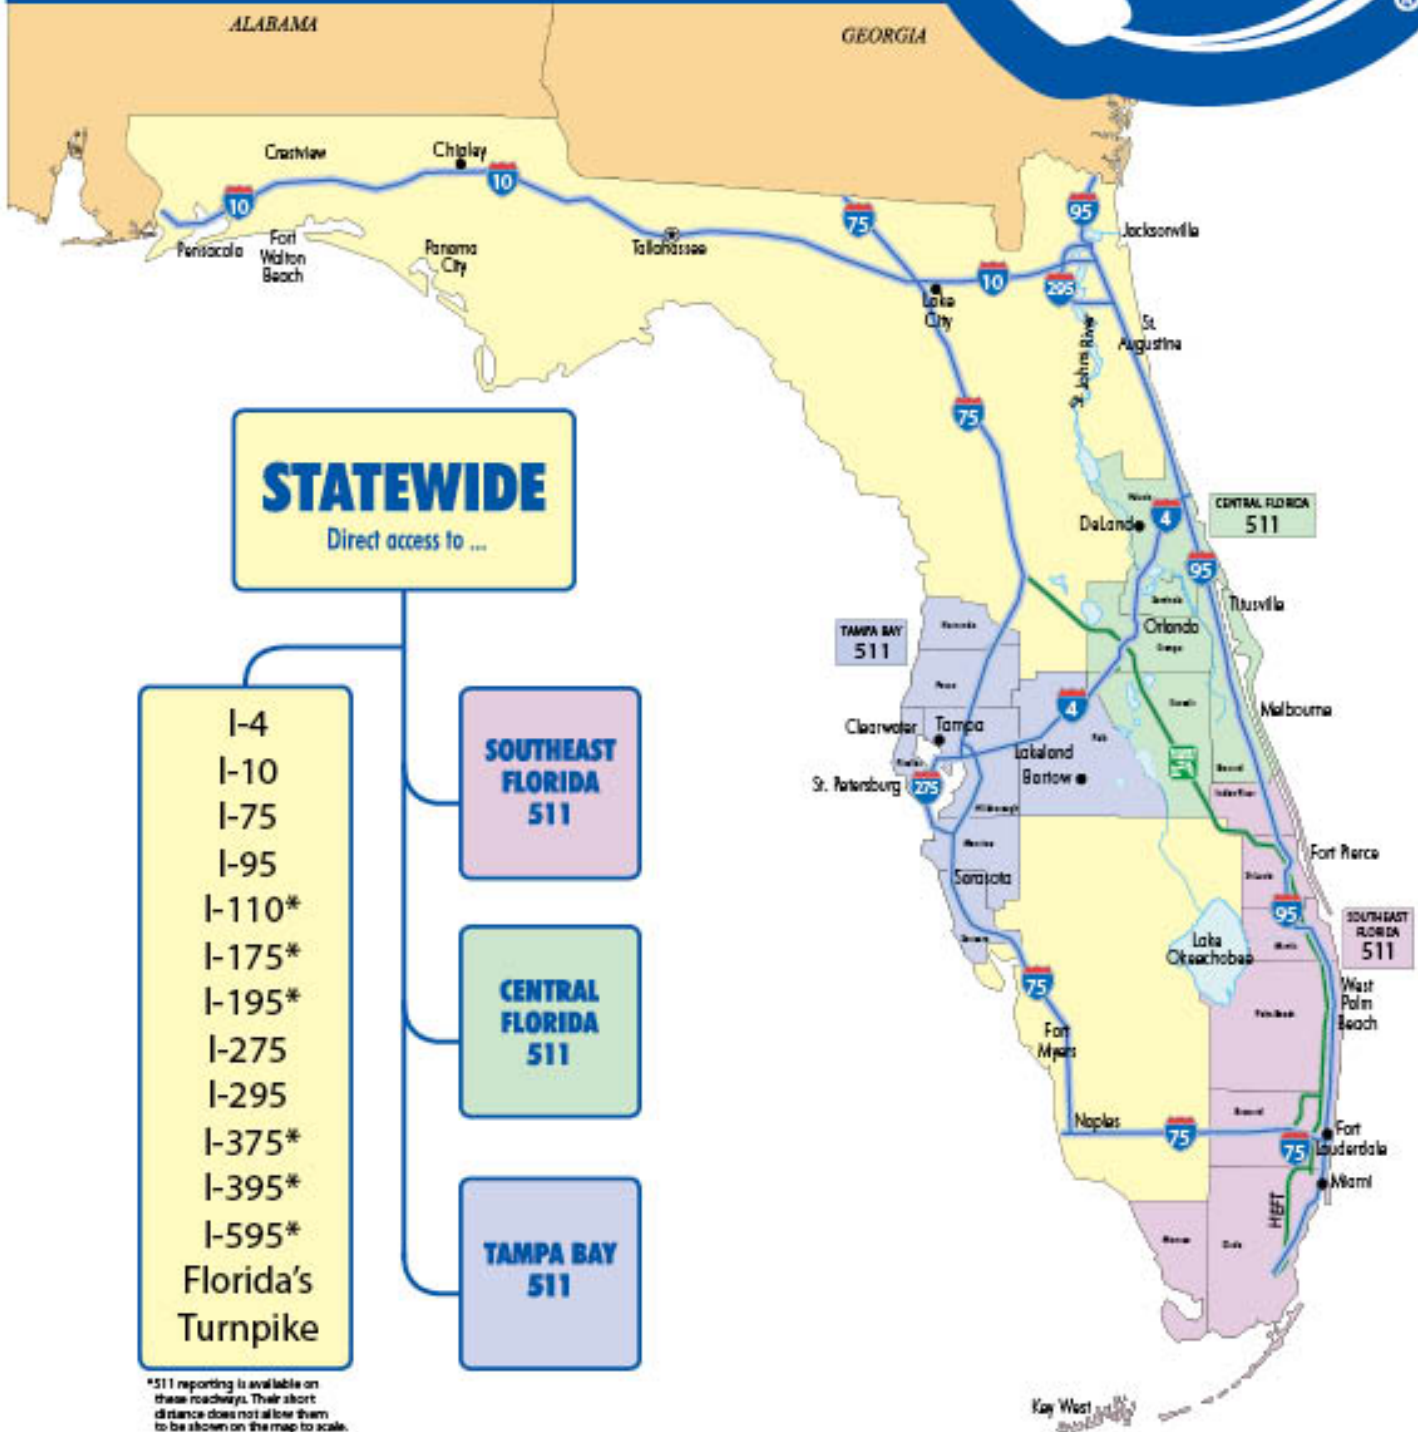 ALABAMA
GEORGIA
®
Crestview
Chipley
10
10
Pensacola
Fort
Walton
Beach
Panama
City
Tallahassee
75
95
Jacksonville
10
295
Lake
City
St. Johns River
St.
Augustine
75
STATEWIDE
Direct access to ...
DeLand
4
CENTRAL FLORIDA
511
95
Titusville
TAMPA BAY
511
Orlando
Clearwater
Tampa
4
Melbourne
Lakeland
St. Petersburg
275
Bartow
Fort Pierce
Sarasota
95
SOUTHEAST
FLORIDA
511
Lake
Okeechobee
75
West
Palm
Beach
Fort
Myers
Naples
75
75
Fort
Lauderdale
Miami
HEFT
Key West
I-4
I-10
I-75
I-95
I-110*
I-175*
I-195*
I-275
I-295
I-375*
I-395*
I-595*
Florida's
Turnpike
SOUTHEAST
FLORIDA
511
CENTRAL
FLORIDA
511
TAMPA BAY
511
*511 reporting is available on
these roadways. Their short
distance does not allow them
to be shown on the map to scale.